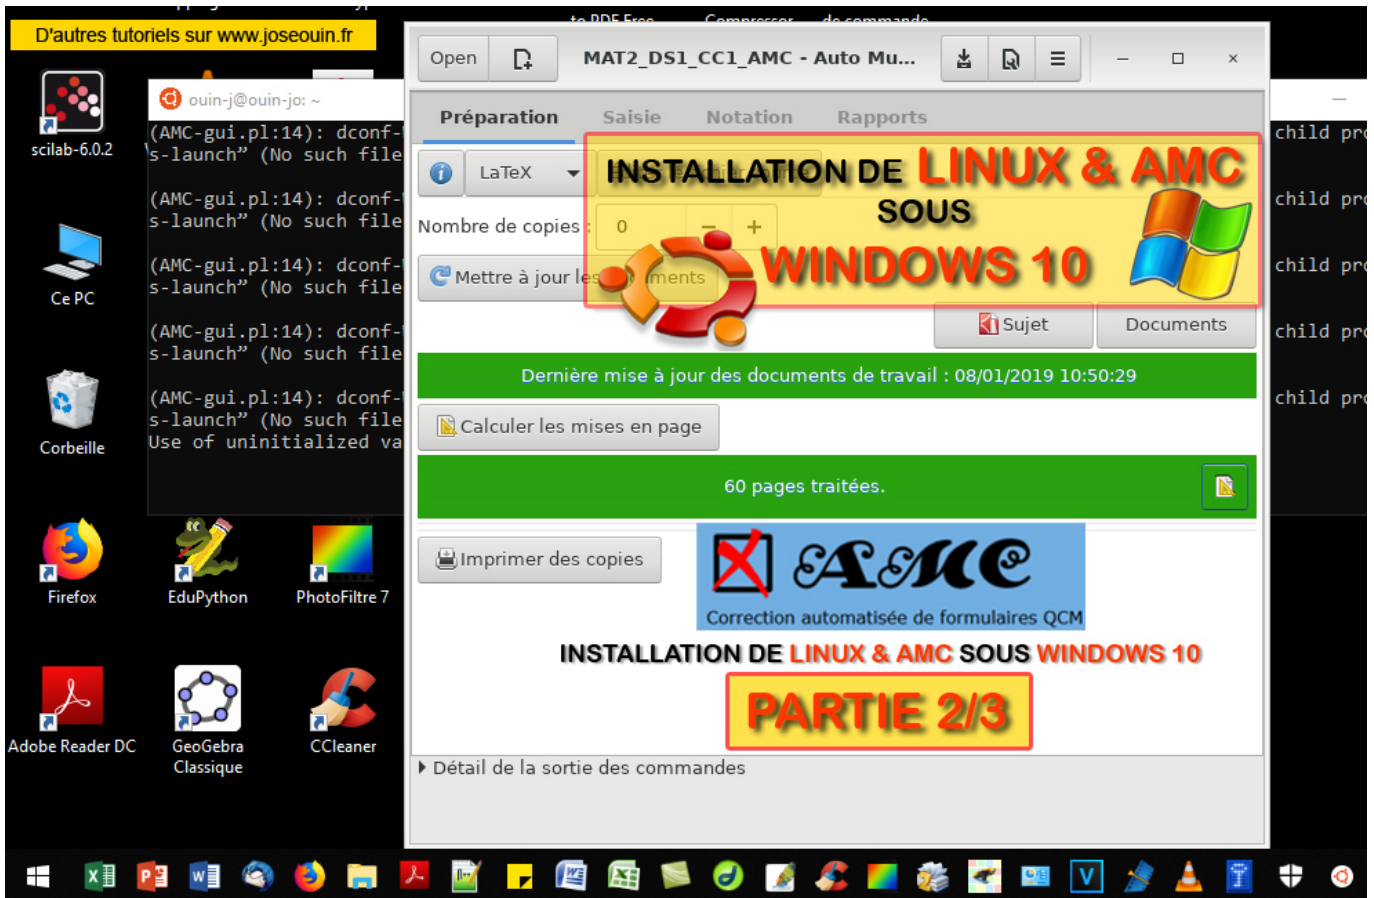 to PDF Free Compressor de commande
D'autres tutoriels sur www.joseouin.fr
Open
MAT2_DS1_CC1_AMC - Auto Mu...
ouin-j@ouin-jo: ~
Préparation Saisie Notation Rapports
(AMC-gui.pl:14): dconf-
child pro
s-launch” (No such file
scilab-6.0.2
LaTeX
INSTALLATION DE LINUX & AMC
SOUS
WINDOWS 10
(AMC-gui.pl:14): dconf-
child pro
s-launch” (No such file
Nombre de copies : 0
(AMC-gui.pl:14): dconf-
child pro
s-launch” (No such file
Mettre à jour les documents
Ce PC
Sujet
Documents
(AMC-gui.pl:14): dconf-
child pro
s-launch” (No such file
Dernière mise à jour des documents de travail : 08/01/2019 10:50:29
(AMC-gui.pl:14): dconf-
child pro
s-launch” (No such file
Use of uninitialized va
Calculer les mises en page
Corbeille
60 pages traitées.
Imprimer des copies
AMC
Correction automatisée de formulaires QCM
Firefox
EduPython
PhotoFiltre 7
INSTALLATION DE LINUX & AMC SOUS WINDOWS 10
PARTIE 2/3
Adobe Reader DC
GeoGebra
Classique
CCleaner
Détail de la sortie des commandes